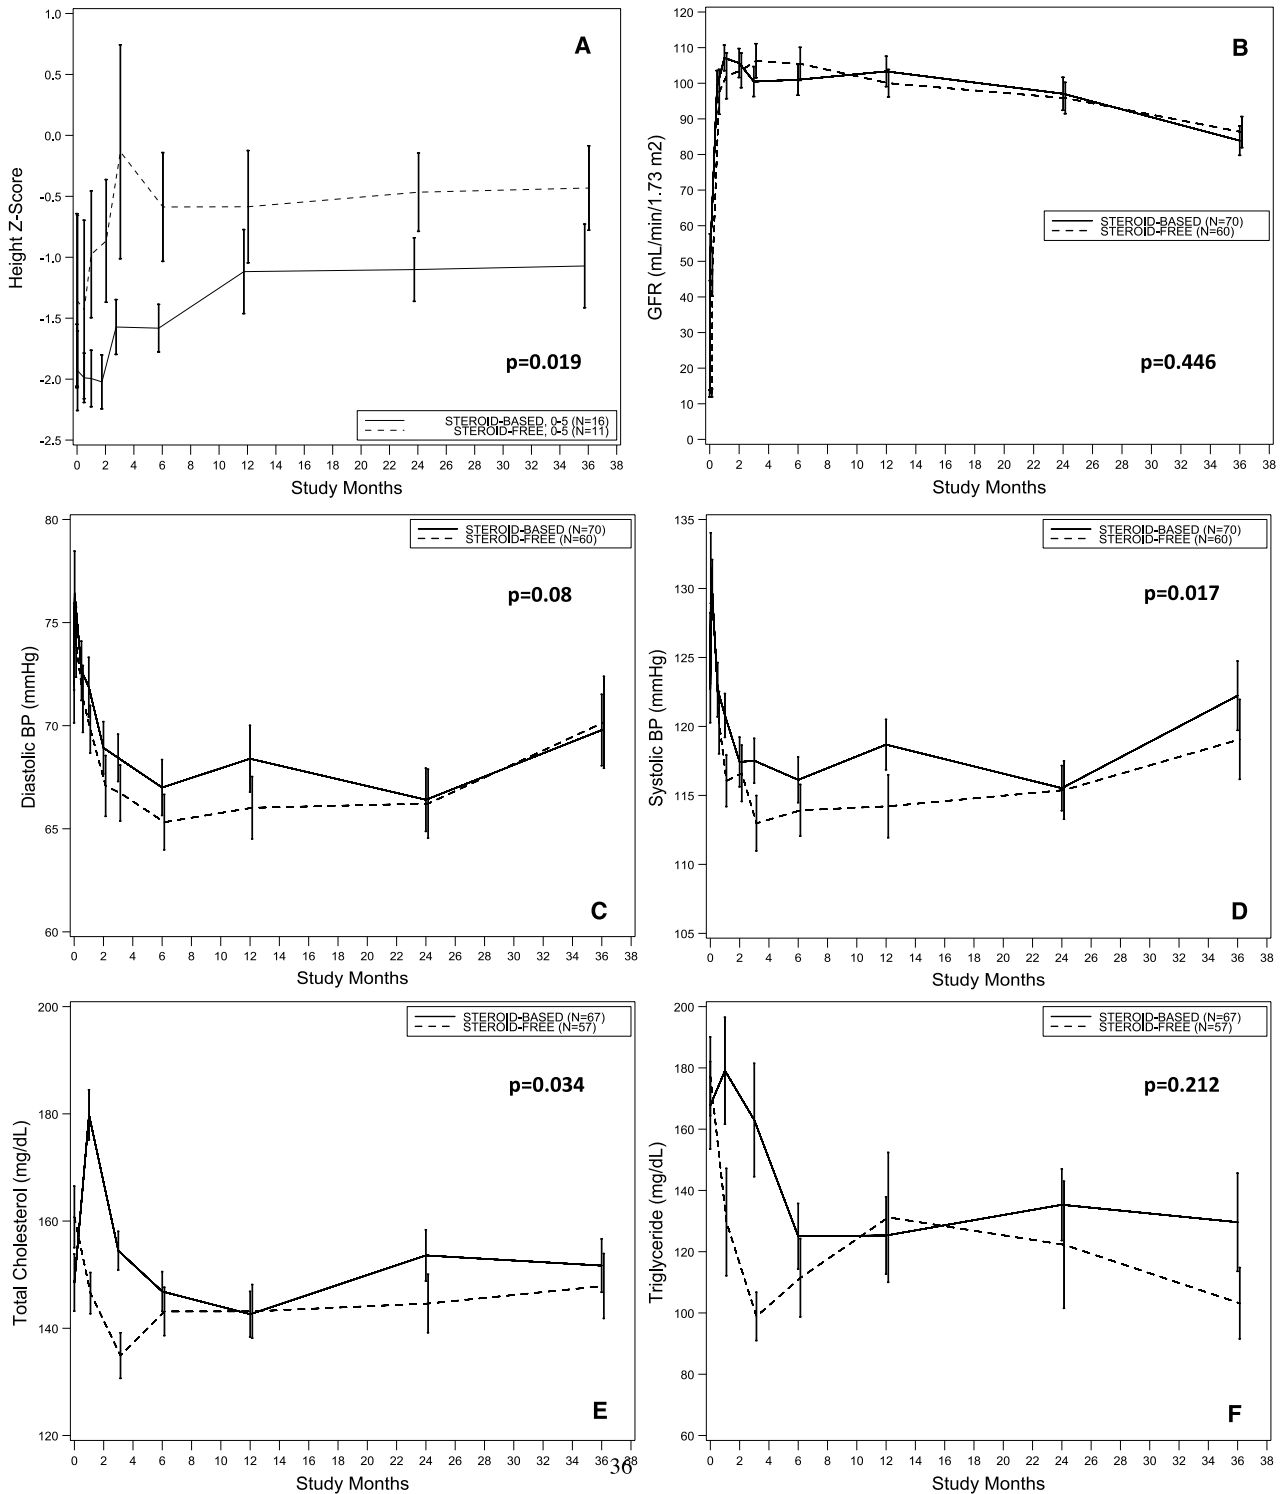 A
Height Z-Score
1.0
0.5
0.0
-0.5
-1.0
-1.5
-2.0
-2.5
p=0.019
STEROID-BASED, 0-5 (N=16)
STEROID-FREE, 0-5 (N=11)
0 2 4 6 8 10 12 14 16 18 20 22 24 26 28 30 32 34 36 38
Study Months
B
GFR (mL/min/1.73 m2)
120
110
100
90
80
70
60
50
40
30
20
10
0
STEROID-BASED (N=70)
STEROID-FREE (N=60)
p=0.446
0 2 4 6 8 10 12 14 16 18 20 22 24 26 28 30 32 34 36 38
Study Months
Diastolic BP (mmHg)
80
75
70
65
60
STEROID-BASED (N=70)
STEROID-FREE (N=60)
p=0.08
C
0 2 4 6 8 10 12 14 16 18 20 22 24 26 28 30 32 34 36 38
Study Months
Systolic BP (mmHg)
135
130
125
120
115
110
105
STEROID-BASED (N=70)
STEROID-FREE (N=60)
p=0.017
D
0 2 4 6 8 10 12 14 16 18 20 22 24 26 28 30 32 34 36 38
Study Months
Total Cholesterol (mg/dL)
200
180
160
140
120
STEROID-BASED (N=67)
STEROID-FREE (N=57)
p=0.034
E
0 2 4 6 8 10 12 14 16 18 20 22 24 26 28 30 32 34 36 38
Study Months
Triglyceride (mg/dL)
200
180
160
140
120
100
80
60
STEROID-BASED (N=67)
STEROID-FREE (N=57)
p=0.212
F
0 2 4 6 8 10 12 14 16 18 20 22 24 26 28 30 32 34 36 38
Study Months
36